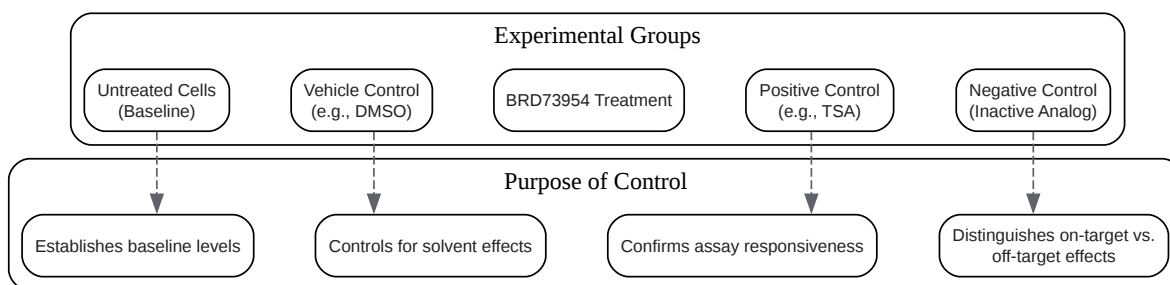 Experimental Groups
Untreated Cells
(Baseline)
Vehicle Control
(e.g., DMSO)
BRD73954 Treatment
Positive Control
(e.g., TSA)
Negative Control
(Inactive Analog)
Purpose of Control
Establishes baseline levels
Controls for solvent effects
Confirms assay responsiveness
Distinguishes on-target vs.
off-target effects